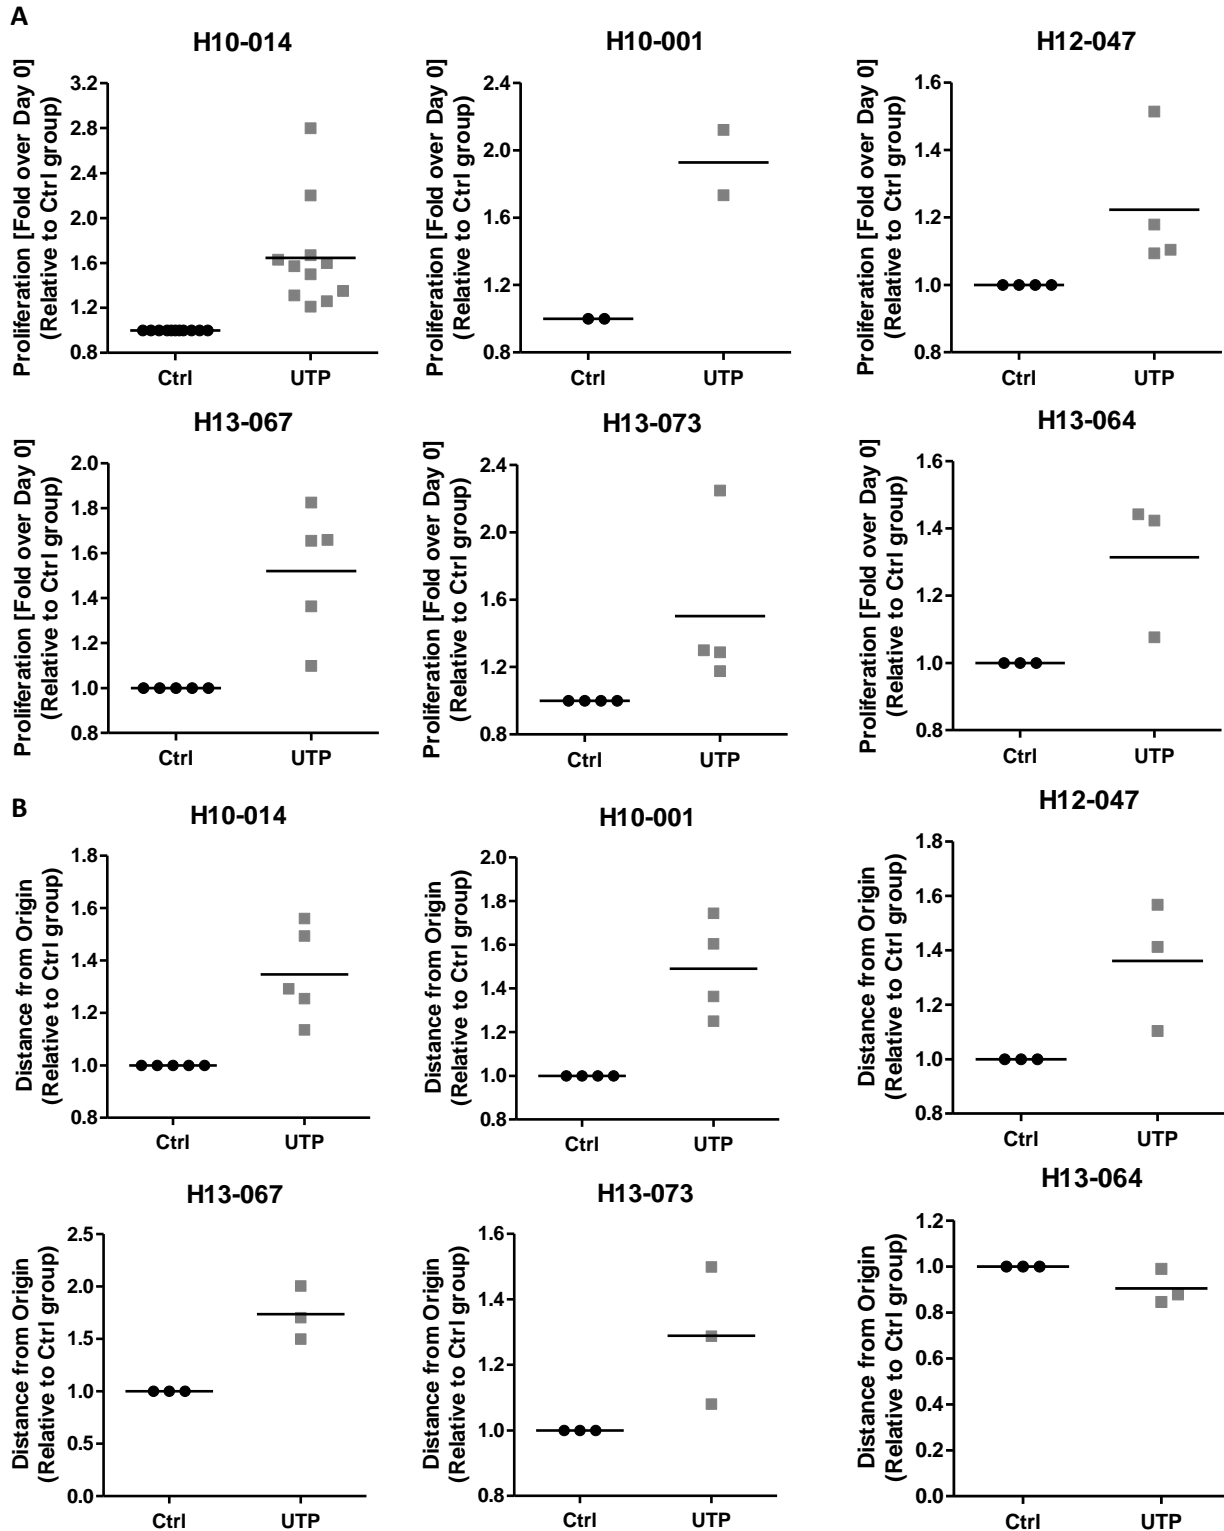 A
H10-014
Proliferation [Fold over Day 0]
(Relative to Ctrl group)
3.2
2.8
2.4
2.0
1.6
1.2
0.8
Ctrl
UTP
H10-001
Proliferation [Fold over Day 0]
(Relative to Ctrl group)
2.4
2.0
1.6
1.2
0.8
Ctrl
UTP
H12-047
Proliferation [Fold over Day 0]
(Relative to Ctrl group)
1.6
1.4
1.2
1.0
0.8
Ctrl
UTP
H13-067
Proliferation [Fold over Day 0]
(Relative to Ctrl group)
2.0
1.8
1.6
1.4
1.2
1.0
0.8
Ctrl
UTP
H13-073
Proliferation [Fold over Day 0]
(Relative to Ctrl group)
2.4
2.0
1.6
1.2
0.8
Ctrl
UTP
H13-064
Proliferation [Fold over Day 0]
(Relative to Ctrl group)
1.6
1.4
1.2
1.0
0.8
Ctrl
UTP
B
H10-014
Distance from Origin
(Relative to Ctrl group)
1.8
1.6
1.4
1.2
1.0
0.8
Ctrl
UTP
H10-001
Distance from Origin
(Relative to Ctrl group)
2.0
1.8
1.6
1.4
1.2
1.0
0.8
Ctrl
UTP
H12-047
Distance from Origin
(Relative to Ctrl group)
1.8
1.6
1.4
1.2
1.0
0.8
Ctrl
UTP
H13-067
Distance from Origin
(Relative to Ctrl group)
2.5
2.0
1.5
1.0
0.5
0.0
Ctrl
UTP
H13-073
Distance from Origin
(Relative to Ctrl group)
1.6
1.4
1.2
1.0
0.8
Ctrl
UTP
H13-064
Distance from Origin
(Relative to Ctrl group)
1.2
1.0
0.8
0.6
0.4
0.2
0.0
Ctrl
UTP